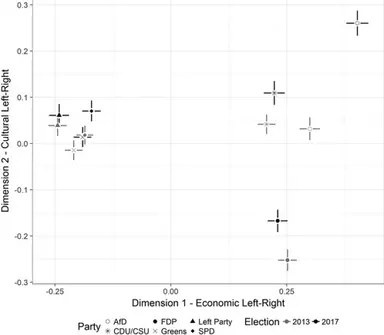 0.3
0.2
0.1
0.0
-0.1
-0.2
-0.3
Dimension 2 - Cultural Left-Right
-0.25 0.00 0.25
Dimension 1 - Economic Left-Right
Party AfD FDP Left Party Election 2013 2017
CDU/CSU Greens SPD